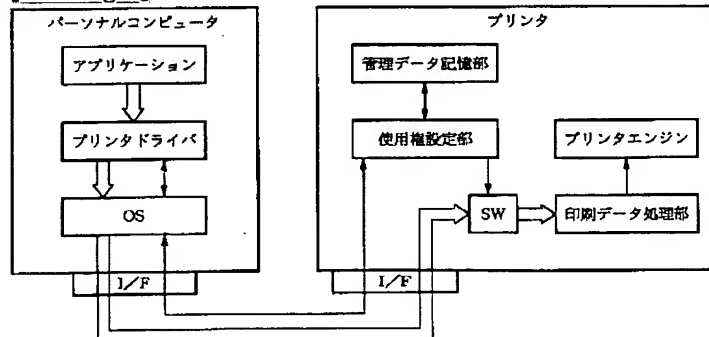 パーソナルコンピュータ
アプリケーション
プリンタドライバ
OS
I/F
プリンタ
管理データ記憶部
使用権設定部
プリンタエンジン
SW
印刷データ処理部
I/F